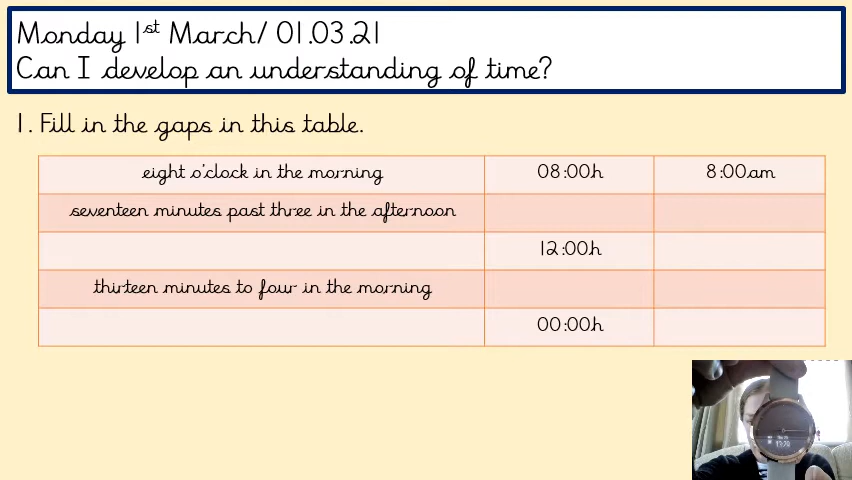 Monday 1st March/ 01.03.21
Can I develop an understanding of time?
1. Fill in the gaps in this table.
eight o'clock in the morning 08:00h 8:00am
seventeen minutes past three in the afternoon
12:00h
thirteen minutes to four in the morning
00:00h